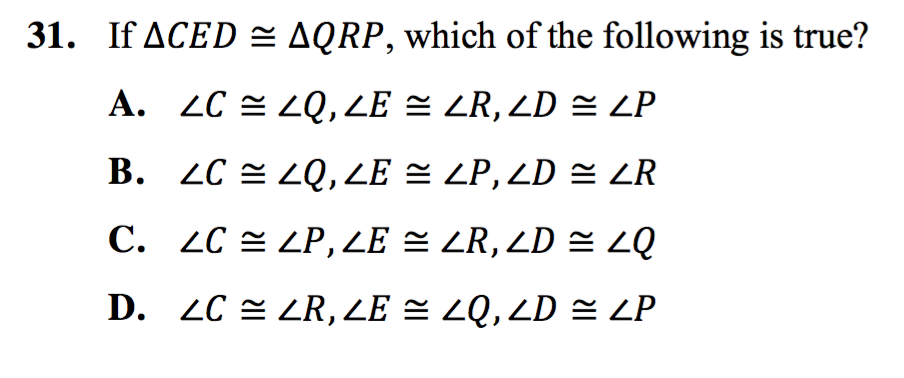 31. If ΔCED ≅ ΔQRP, which of the following is true?
A. ∠C ≅ ∠Q, ∠E ≅ ∠R, ∠D ≅ ∠P
B. ∠C ≅ ∠Q, ∠E ≅ ∠P, ∠D ≅ ∠R
C. ∠C ≅ ∠P, ∠E ≅ ∠R, ∠D ≅ ∠Q
D. ∠C ≅ ∠R, ∠E ≅ ∠Q, ∠D ≅ ∠P